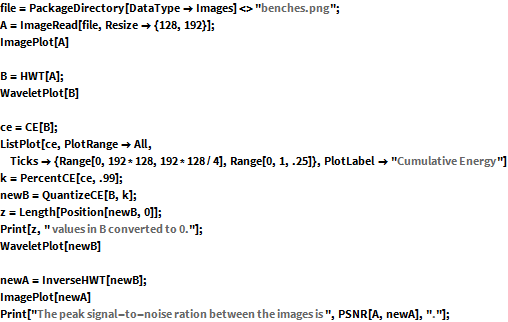 file = PackageDirectory[DataType → Images] <> "benches.png";
A = ImageRead[file, Resize → {128, 192}];
ImagePlot[A]
B = HWT[A];
WaveletPlot[B]
ce = CE[B];
ListPlot[ce, PlotRange → All,
Ticks → {Range[0, 192*128, 192*128/4], Range[0, 1, .25]}, PlotLabel → "Cumulative Energy"]
k = PercentCE[ce, .99];
newB = QuantizeCE[B, k];
z = Length[Position[newB, 0]];
Print[z, " values in B converted to 0."];
WaveletPlot[newB]
newA = InverseHWT[newB];
ImagePlot[newA]
Print["The peak signal-to-noise ration between the images is ", PSNR[A, newA], "."];